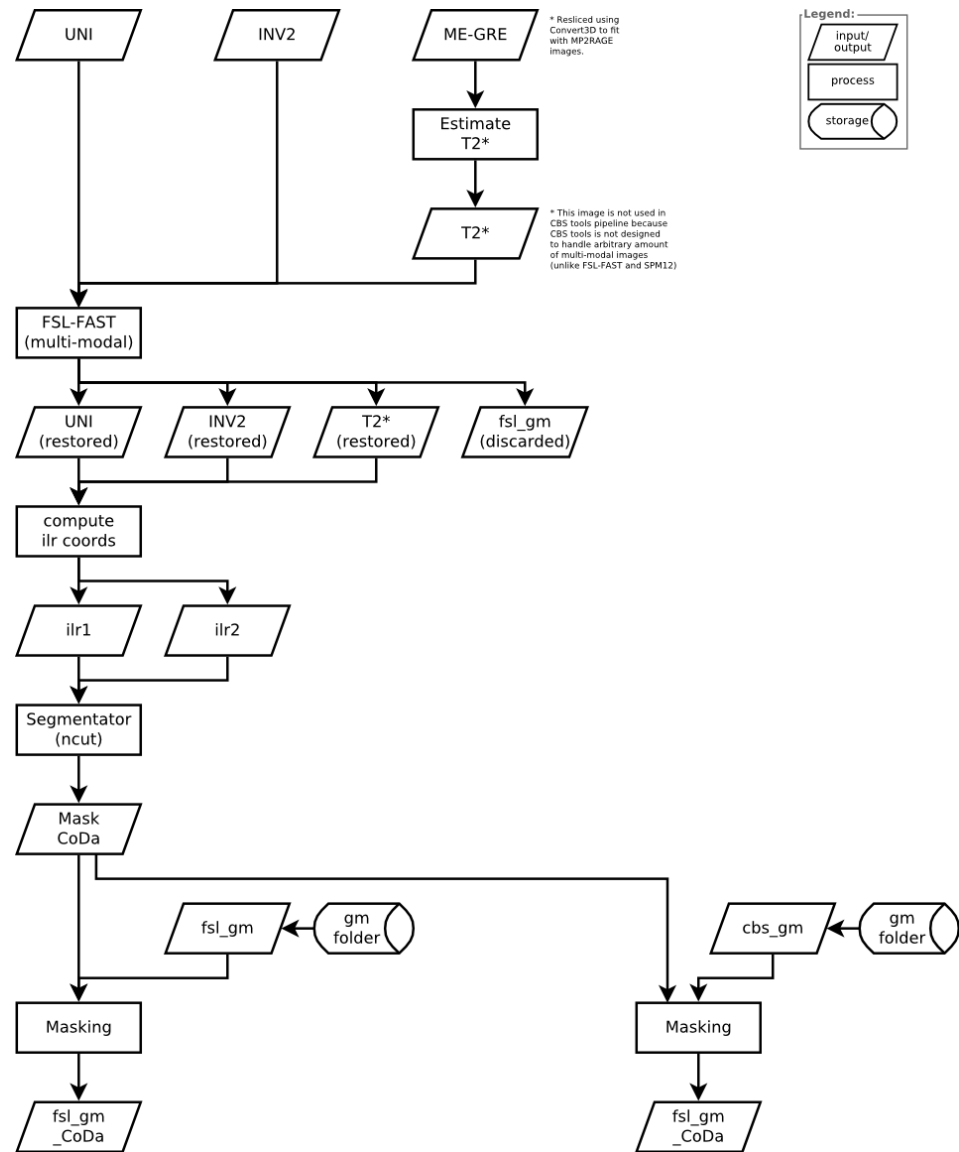 UNI
INV2
ME-GRE
* Resliced using
Convert3D to fit
with MP2RAGE
images.
Legend:
input/
output
process
storage
Estimate
T2*
T2*
* This image is not used in
CBS tools pipeline because
CBS tools is not designed
to handle arbitrary amount
of multi-modal images
(unlike FSL-FAST and SPM12)
FSL-FAST
(multi-modal)
UNI
(restored)
INV2
(restored)
T2*
(restored)
fsl_gm
(discarded)
compute
ilr coords
ilr1
ilr2
Segmentator
(ncut)
Mask
CoDa
fsl_gm
gm
folder
cbs_gm
gm
folder
Masking
Masking
fsl_gm
_CoDa
fsl_gm
_CoDa